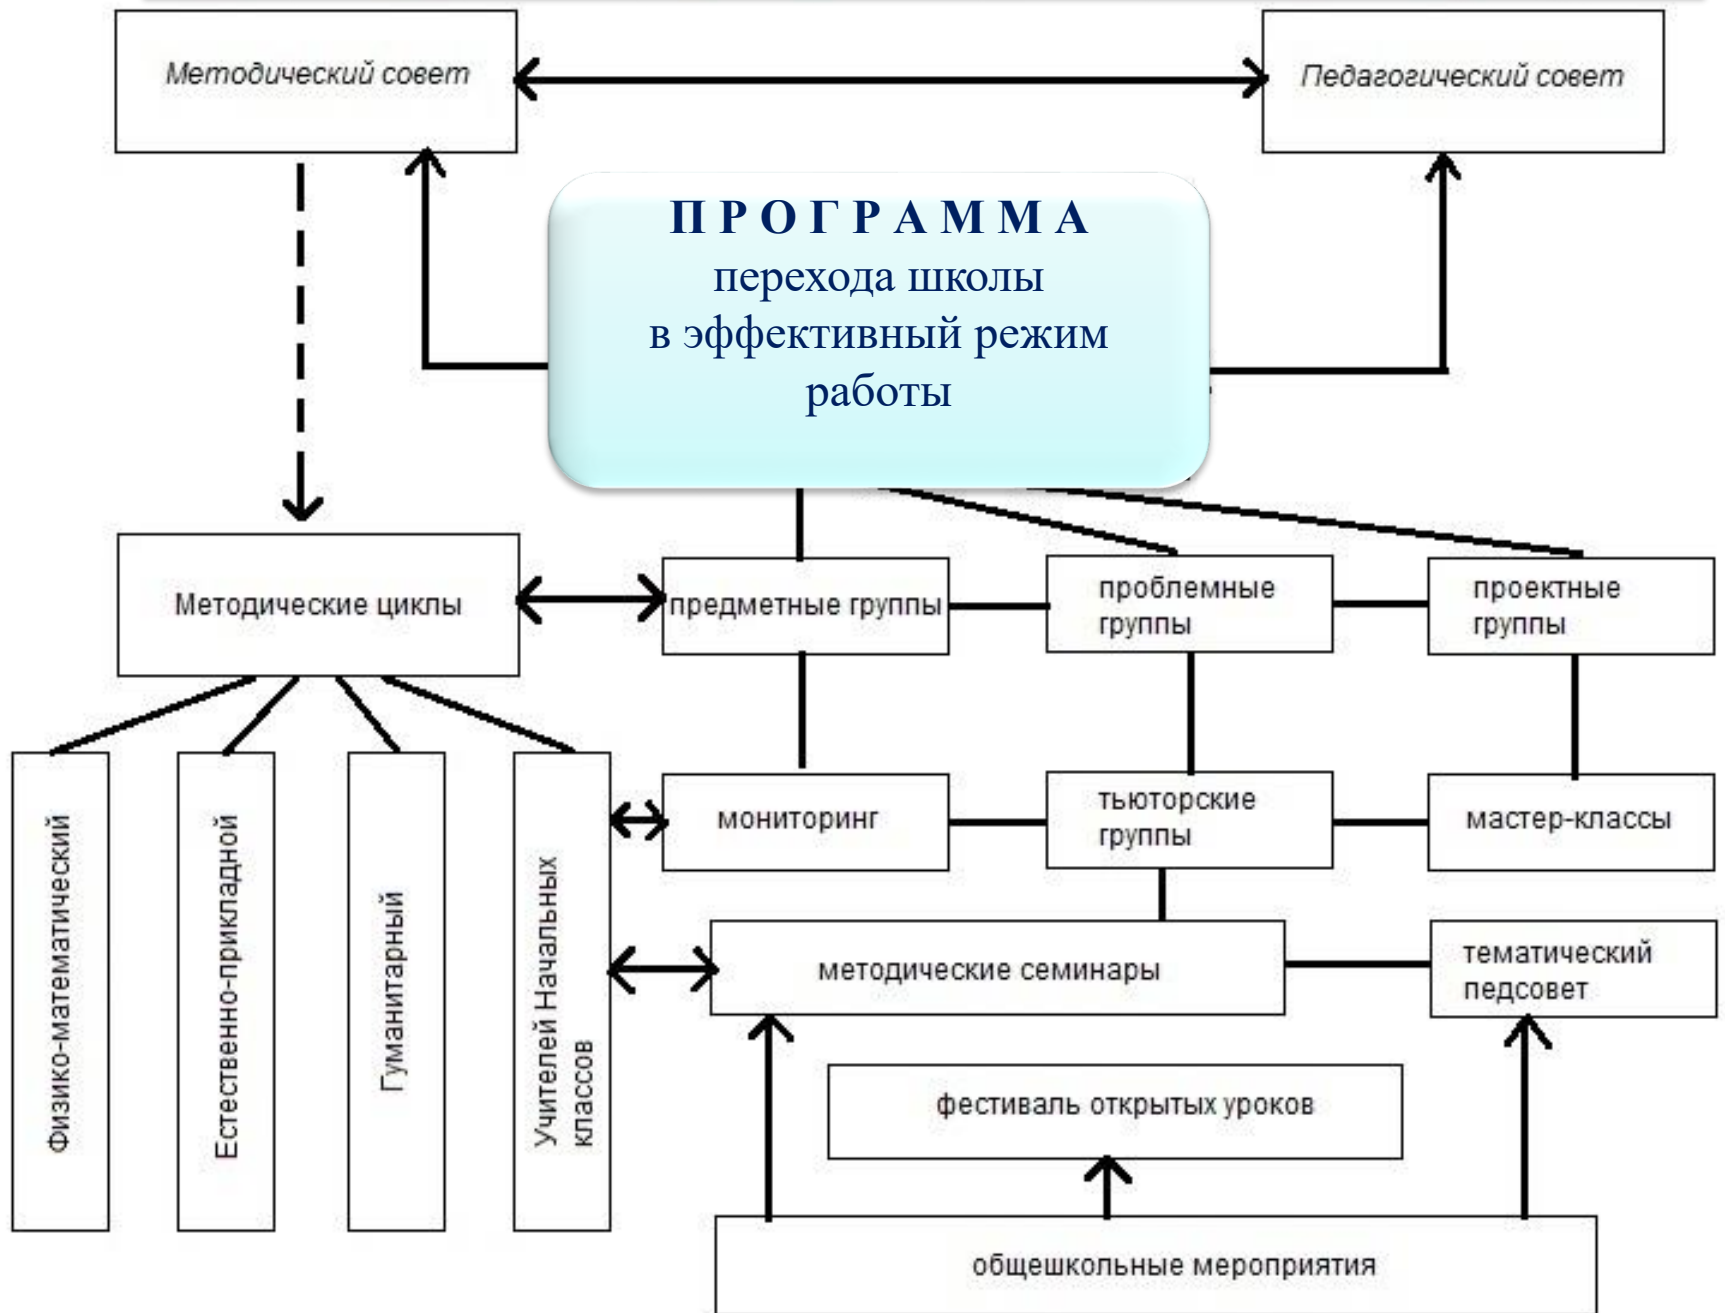 Методический совет
Педагогический совет
П Р О Г Р А М М А
перехода школы
в эффективный режим
работы
Методические циклы
предметные группы
проблемные
группы
проектные
группы
Физико-математический
Естественно-прикладной
Гуманитарный
Учителей Начальных
классов
мониторинг
тьюторские
группы
мастер-классы
методические семинары
тематический
педсовет
фестиваль открытых уроков
общешкольные мероприятия